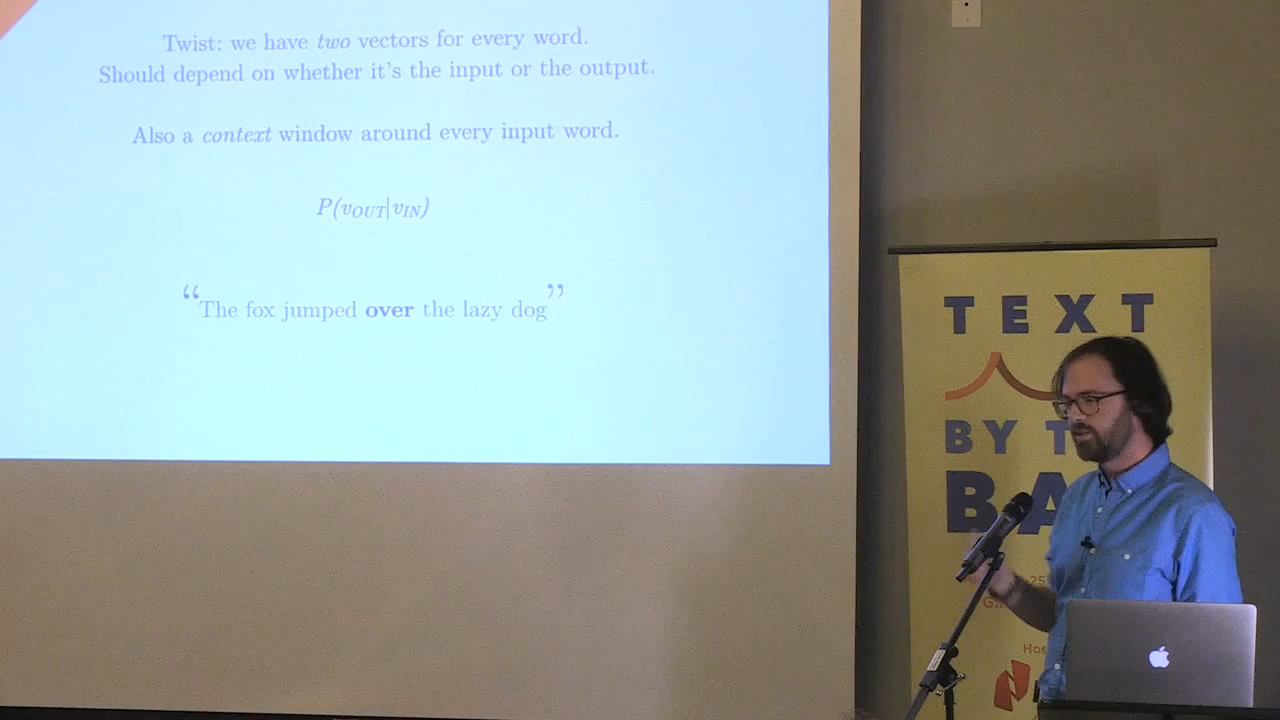 Twist: we have two vectors for every word.
Should depend on whether it's the input or the output.
Also a context window around every input word.
P(vOUT|vIN)
“The fox jumped over the lazy dog”
TEXT
BY T
BA